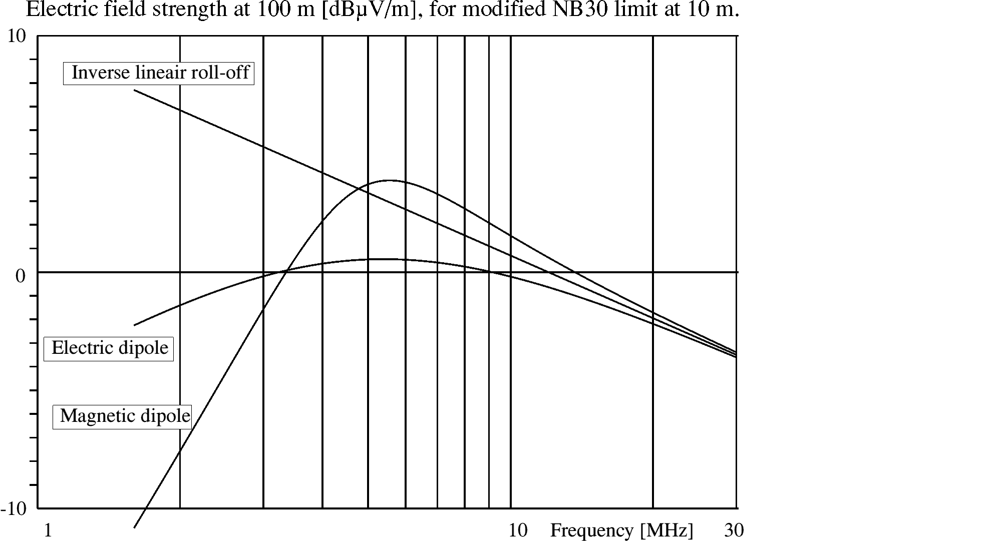 Electric field strength at 100 m [dBµV/m], for modified NB30 limit at 10 m.
10
Inverse lineair roll-off
0
Electric dipole
Magnetic dipole
-10
1 10 Frequency [MHz] 30